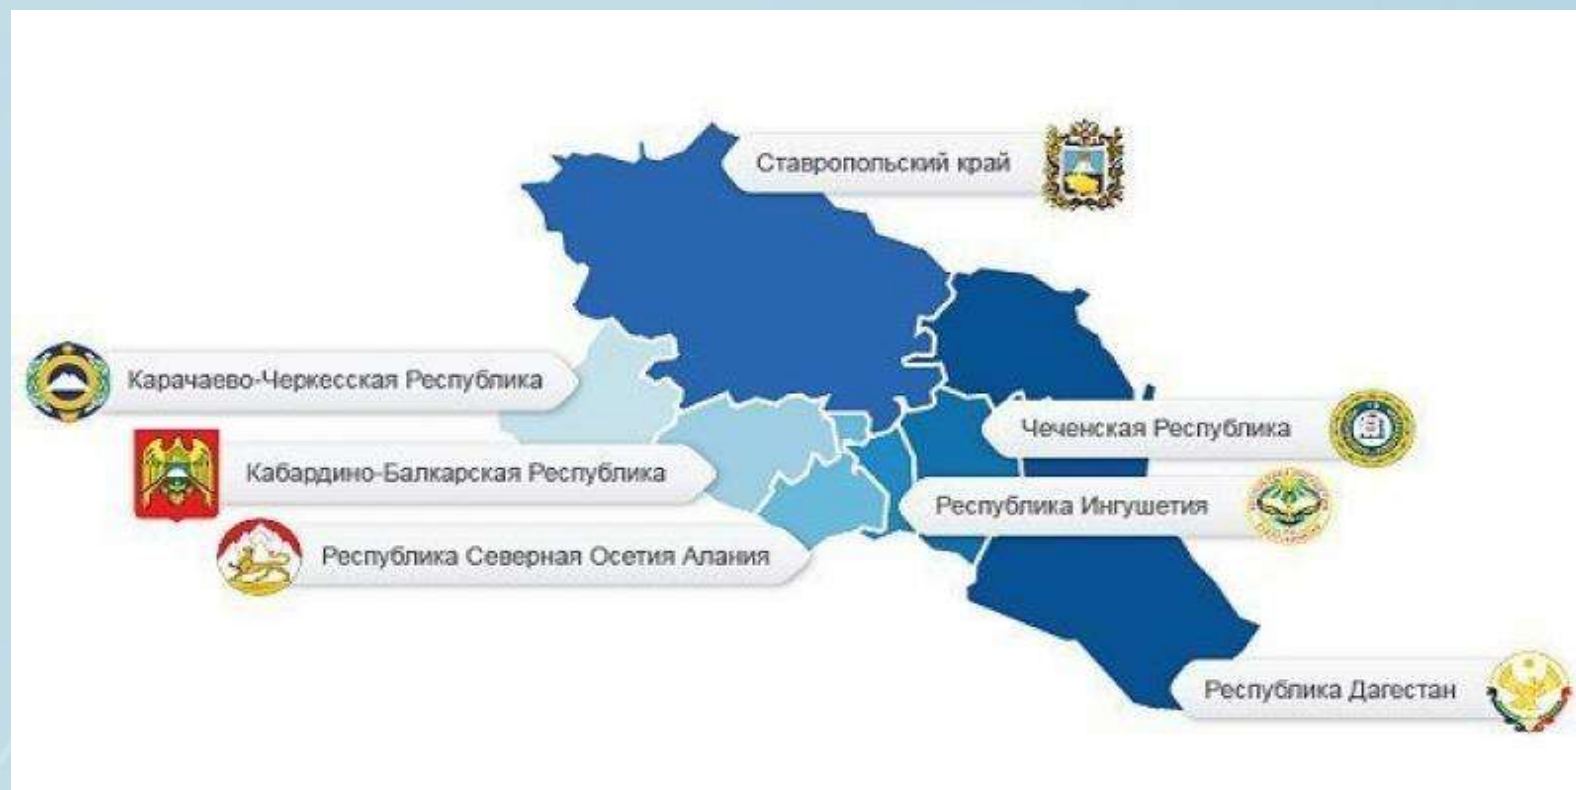 Ставропольский край
Карачаево-Черкесская Республика
Чеченская Республика
Кабардино-Балкарская Республика
Республика Ингушетия
Республика Северная Осетия Алания
Республика Дагестан